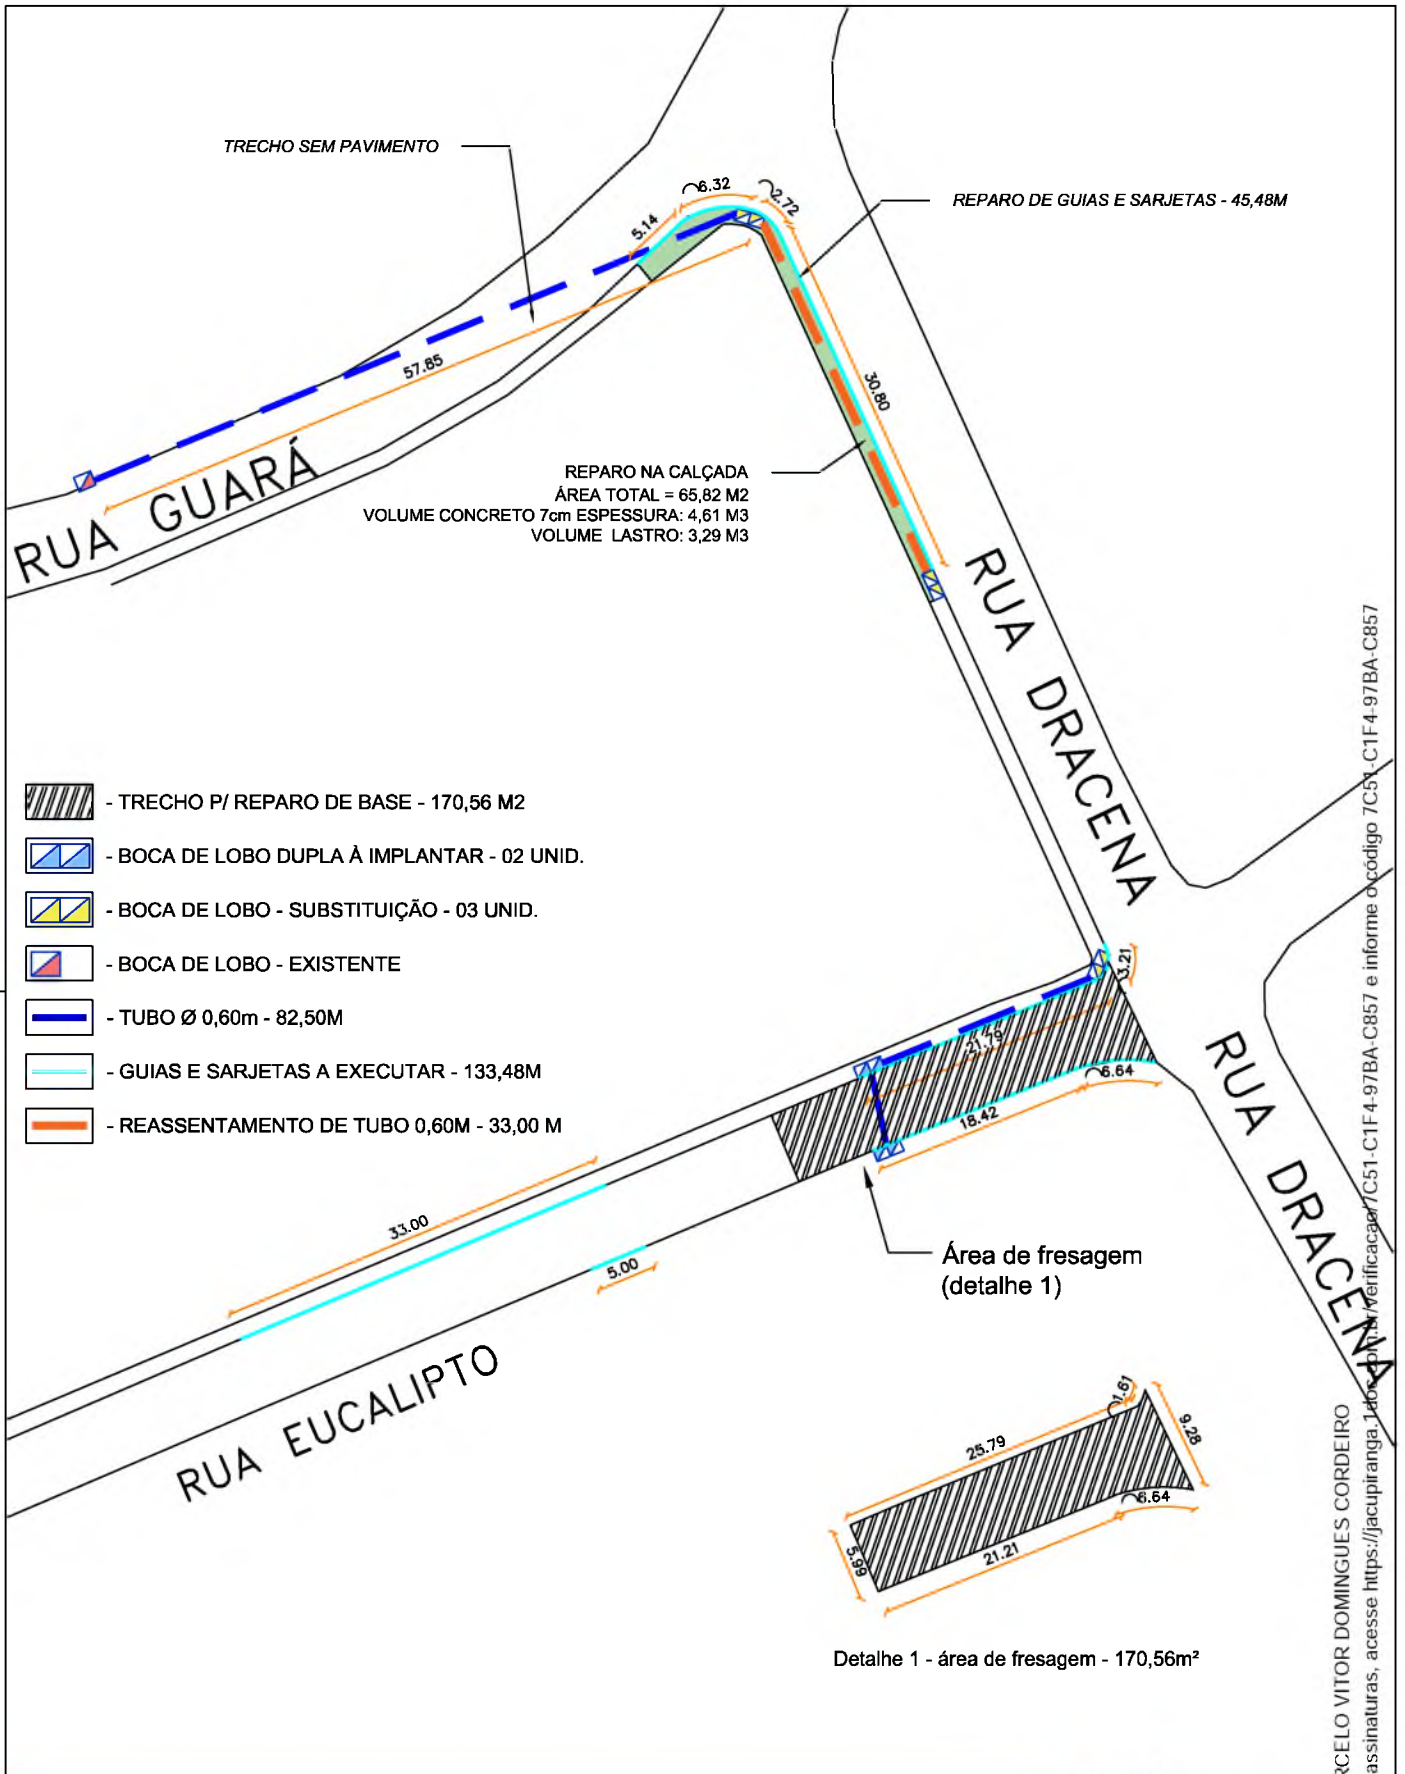 TRECHO SEM PAVIMENTO
6.32
2.72
5.14
REPARO DE GUIAS E SARJETAS - 45,48M
57.85
30.80
RUA GUARÁ
REPARO NA CALÇADA
ÁREA TOTAL = 65,82 M2
VOLUME CONCRETO 7cm ESPESSURA: 4,61 M3
VOLUME LASTRO: 3,29 M3
RUA DRACENA
- TRECHO P/ REPARO DE BASE - 170,56 M2
- BOCA DE LOBO DUPLA À IMPLANTAR - 02 UNID.
- BOCA DE LOBO - SUBSTITUIÇÃO - 03 UNID.
- BOCA DE LOBO - EXISTENTE
- TUBO Ø 0,60m - 82,50M
- GUIAS E SARJETAS A EXECUTAR - 133,48M
- REASSENTAMENTO DE TUBO 0,60M - 33,00 M
3.21
21.79
6.64
18.42
RUA DRACENA
33.00
5.00
Área de fresagem
(detalhe 1)
RUA EUCALIPTO
1.61
9.28
25.79
6.64
5.99
21.21
Detalhe 1 - área de fresagem - 170,56m²
RCELO VITOR DOMINGUES CORDEIRO
assinaturas, acesse https://jacupiranga.1doc.com.br/verificacao/7C51-C1F4-97BA-C857 e informe o código 7C51-C1F4-97BA-C857